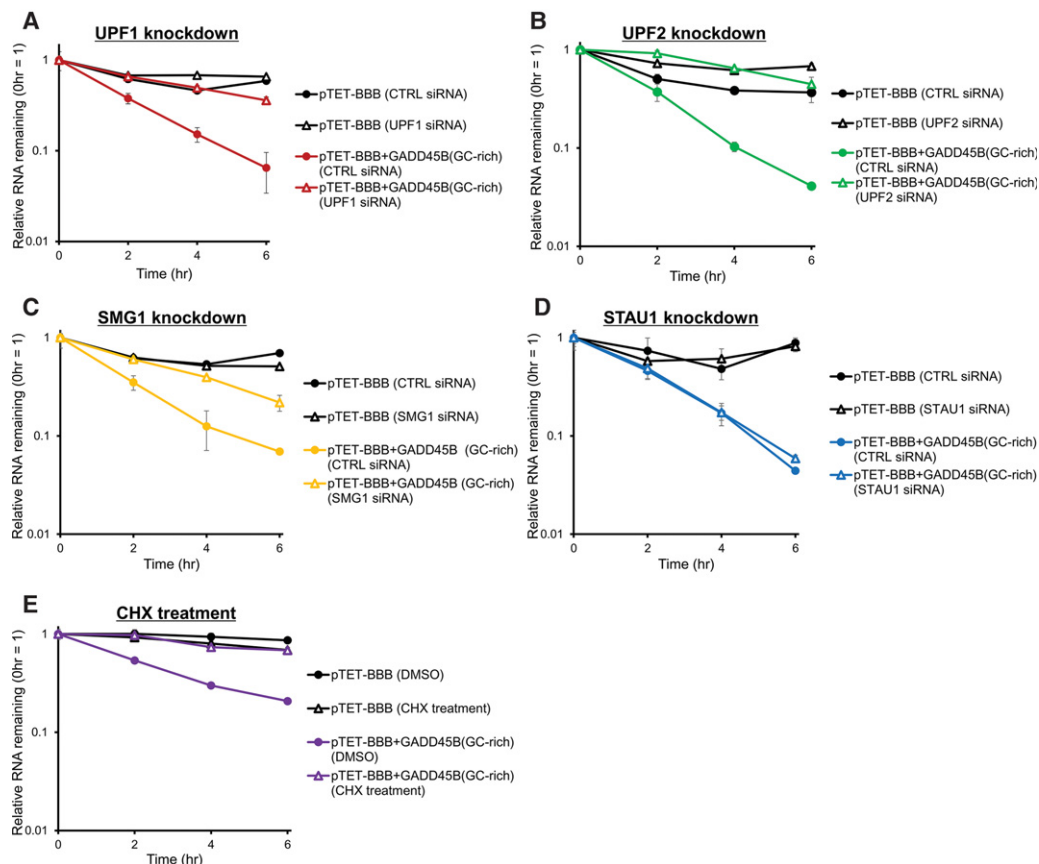 A
UPF1 knockdown
Relative RNA remaining (0hr = 1)
1
0.1
0.01
0
2
4
6
Time (hr)
pTET-BBB (CTRL siRNA)
pTET-BBB (UPF1 siRNA)
pTET-BBB+GADD45B(GC-rich)
(CTRL siRNA)
pTET-BBB+GADD45B(GC-rich)
(UPF1 siRNA)
B
UPF2 knockdown
Relative RNA remaining (0hr = 1)
1
0.1
0.01
0
2
4
6
Time (hr)
pTET-BBB (CTRL siRNA)
pTET-BBB (UPF2 siRNA)
pTET-BBB+GADD45B(GC-rich)
(CTRL siRNA)
pTET-BBB+GADD45B(GC-rich)
(UPF2 siRNA)
C
SMG1 knockdown
Relative RNA remaining (0hr = 1)
1
0.1
0.01
0
2
4
6
Time (hr)
pTET-BBB (CTRL siRNA)
pTET-BBB (SMG1 siRNA)
pTET-BBB+GADD45B (GC-rich)
(CTRL siRNA)
pTET-BBB+GADD45B (GC-rich)
(SMG1 siRNA)
D
STAU1 knockdown
Relative RNA remaining (0hr = 1)
1
0.1
0.01
0
2
4
6
Time (hr)
pTET-BBB (CTRL siRNA)
pTET-BBB (STAU1 siRNA)
pTET-BBB+GADD45B(GC-rich)
(CTRL siRNA)
pTET-BBB+GADD45B(GC-rich)
(STAU1 siRNA)
E
CHX treatment
Relative RNA remaining (0hr = 1)
1
0.1
0.01
0
2
4
6
Time (hr)
pTET-BBB (DMSO)
pTET-BBB (CHX treatment)
pTET-BBB+GADD45B(GC-rich)
(DMSO)
pTET-BBB+GADD45B(GC-rich)
(CHX treatment)